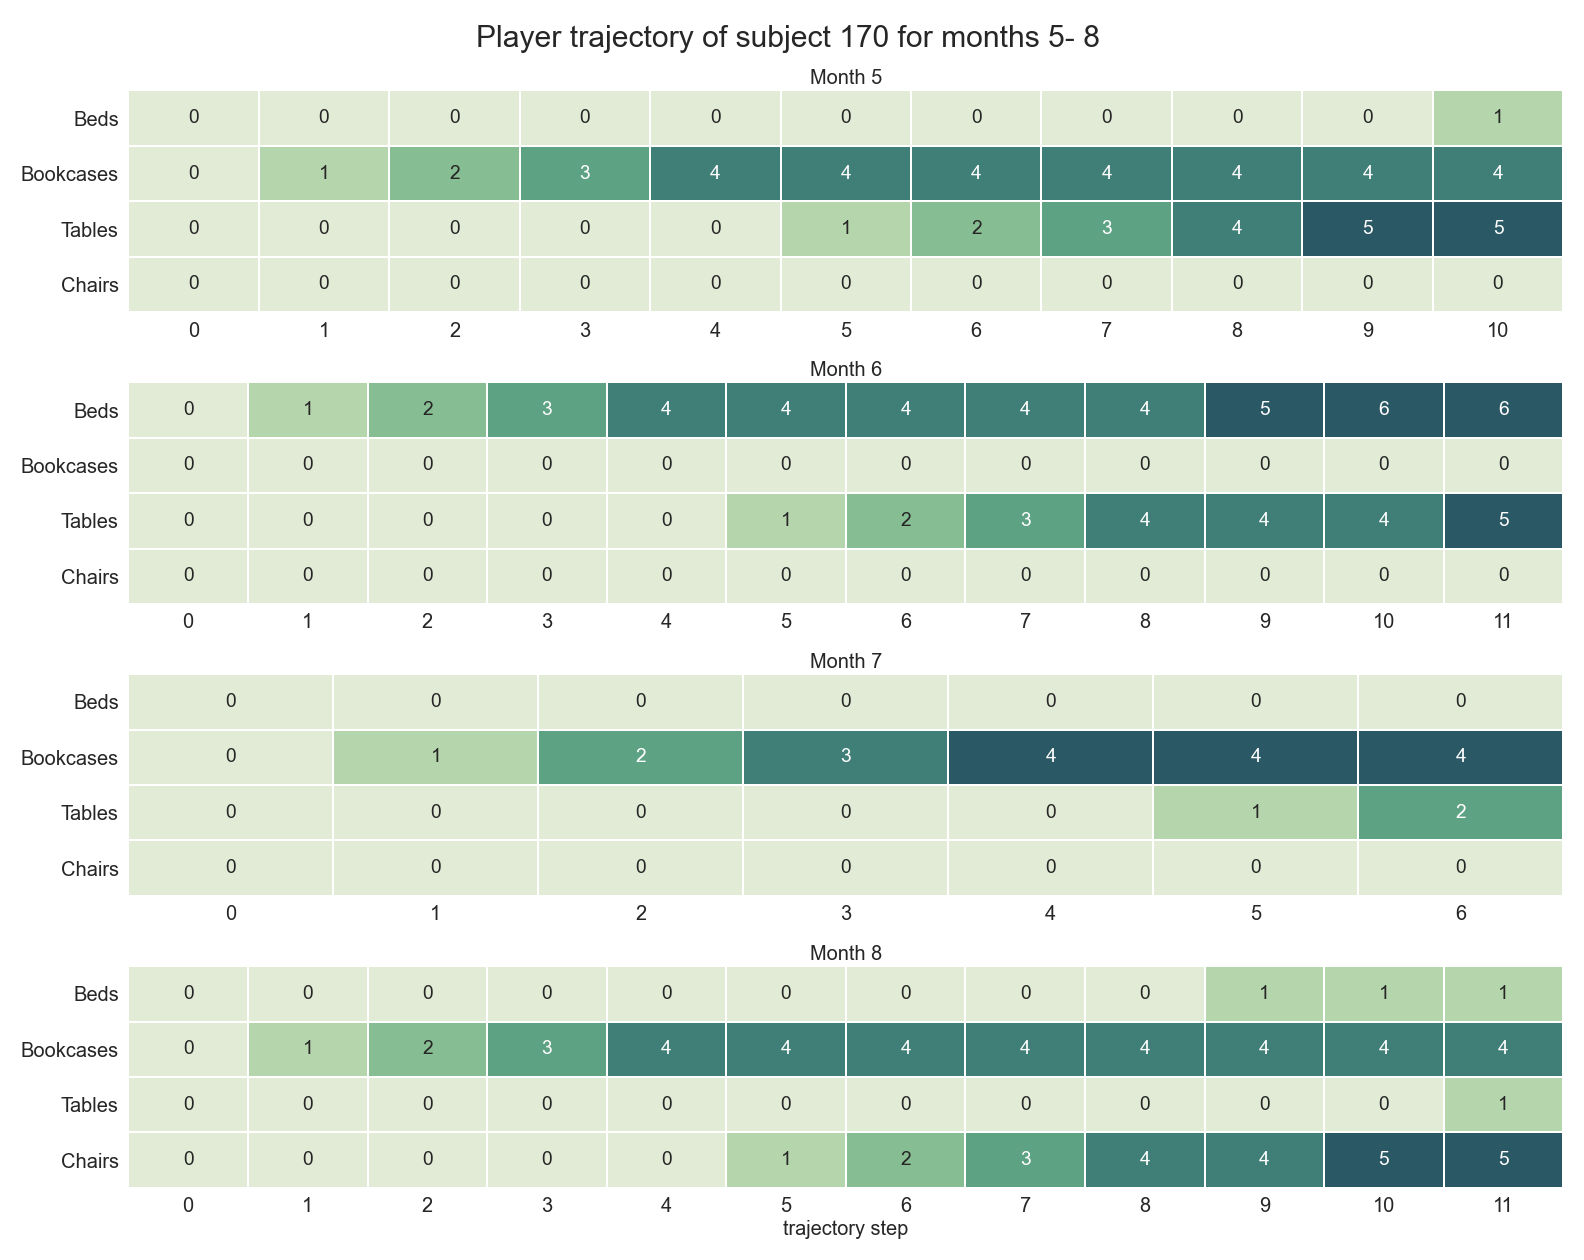 Player trajectory of subject 170 for months 5- 8
Month 5
Beds 0 0 0 0 0 0 0 0 0 0 1
Bookcases 0 1 2 3 4 4 4 4 4 4 4
Tables 0 0 0 0 0 1 2 3 4 5 5
Chairs 0 0 0 0 0 0 0 0 0 0 0
0 1 2 3 4 5 6 7 8 9 10
Month 6
Beds 0 1 2 3 4 4 4 4 4 5 6 6
Bookcases 0 0 0 0 0 0 0 0 0 0 0 0
Tables 0 0 0 0 0 1 2 3 4 4 4 5
Chairs 0 0 0 0 0 0 0 0 0 0 0 0
0 1 2 3 4 5 6 7 8 9 10 11
Month 7
Beds 0 0 0 0 0 0 0
Bookcases 0 1 2 3 4 4 4
Tables 0 0 0 0 0 1 2
Chairs 0 0 0 0 0 0 0
0 1 2 3 4 5 6
Month 8
Beds 0 0 0 0 0 0 0 0 0 1 1 1
Bookcases 0 1 2 3 4 4 4 4 4 4 4 4
Tables 0 0 0 0 0 0 0 0 0 0 0 1
Chairs 0 0 0 0 0 1 2 3 4 4 5 5
0 1 2 3 4 5 6 7 8 9 10 11
trajectory step